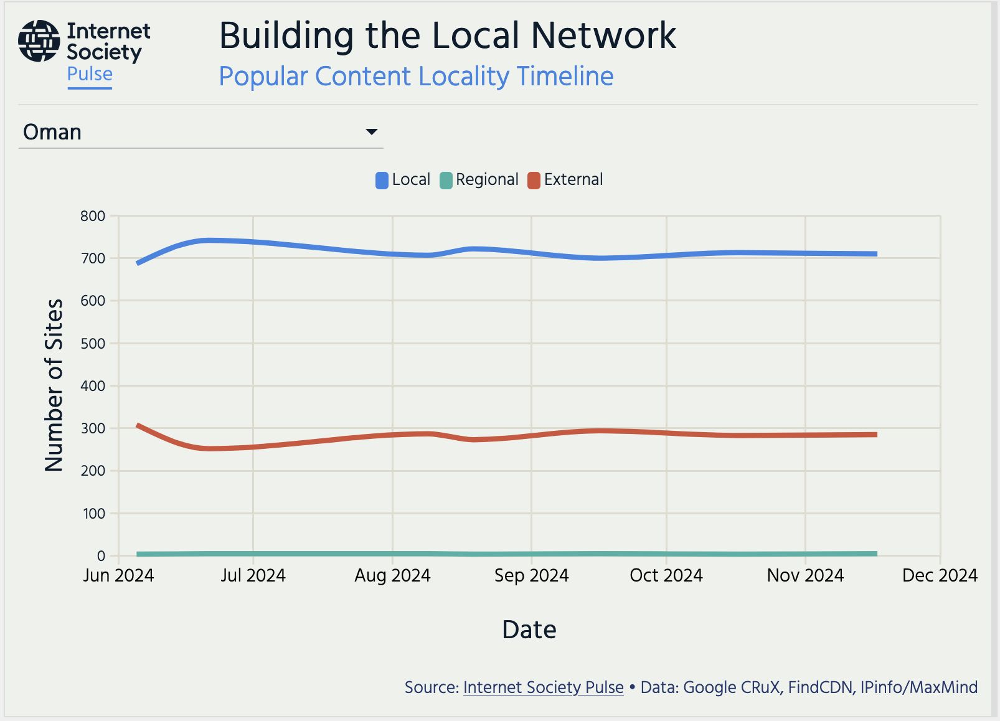 Internet
Society
Pulse
Building the Local Network
Popular Content Locality Timeline
Oman
Local Regional External
800
700
600
500
400
300
200
100
0
Number of Sites
Jun 2024 Jul 2024 Aug 2024 Sep 2024 Oct 2024 Nov 2024 Dec 2024
Date
Source: Internet Society Pulse • Data: Google CRuX, FindCDN, IPinfo/MaxMind